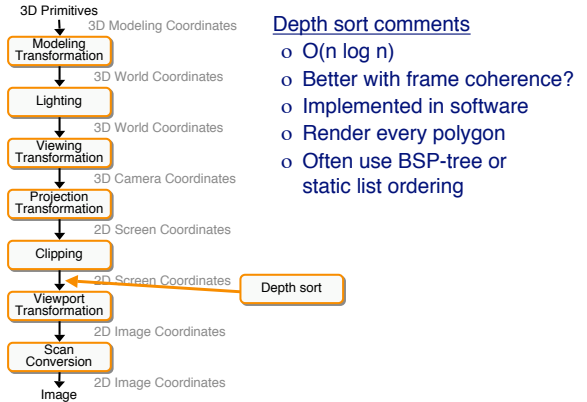 3D Primitives
3D Modeling Coordinates
Modeling
Transformation
3D World Coordinates
Lighting
3D World Coordinates
Viewing
Transformation
3D Camera Coordinates
Projection
Transformation
2D Screen Coordinates
Clipping
2D Screen Coordinates
Depth sort
Viewport
Transformation
2D Image Coordinates
Scan
Conversion
2D Image Coordinates
Image
Depth sort comments
o O(n log n)
o Better with frame coherence?
o Implemented in software
o Render every polygon
o Often use BSP-tree or
static list ordering